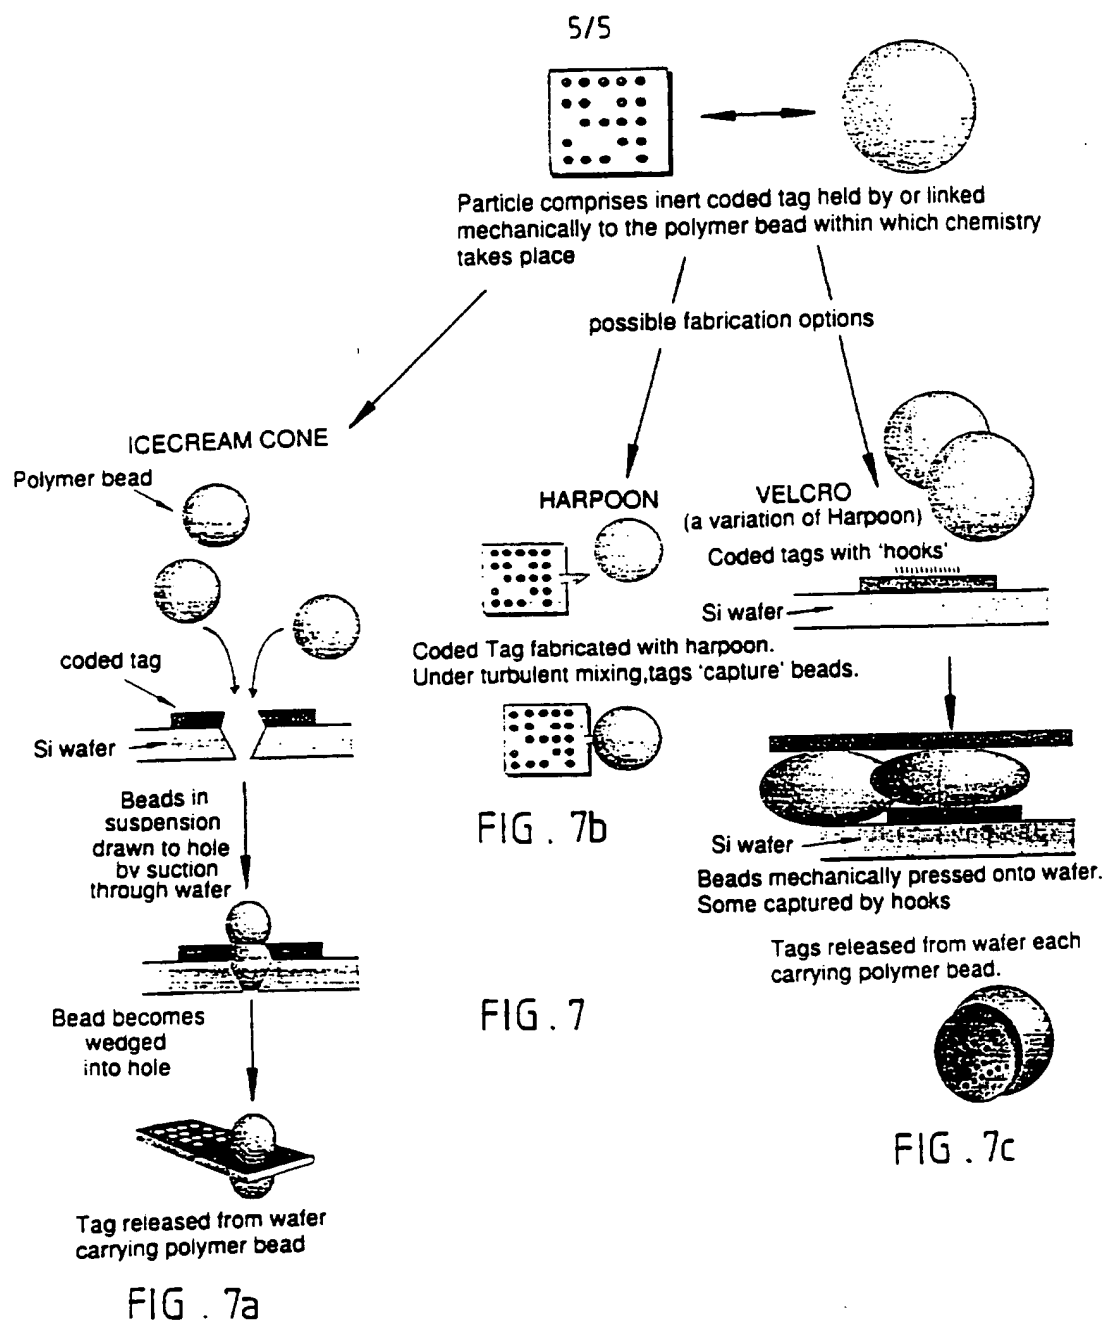 5/5
Particle comprises inert coded tag held by or linked
mechanically to the polymer bead within which chemistry
takes place
possible fabrication options
ICECREAM CONE
Polymer bead
coded tag
Si wafer
Beads in
suspension
drawn to hole
by suction
through wafer
Bead becomes
wedged
into hole
Tag released from wafer
carrying polymer bead
FIG . 7a
HARPOON
Coded Tag fabricated with harpoon.
Under turbulent mixing,tags 'capture' beads.
FIG . 7b
FIG . 7
VELCRO
(a variation of Harpoon)
Coded tags with 'hooks'
Si wafer
Si wafer
Beads mechanically pressed onto wafer.
Some captured by hooks
Tags released from wafer each
carrying polymer bead.
FIG . 7c